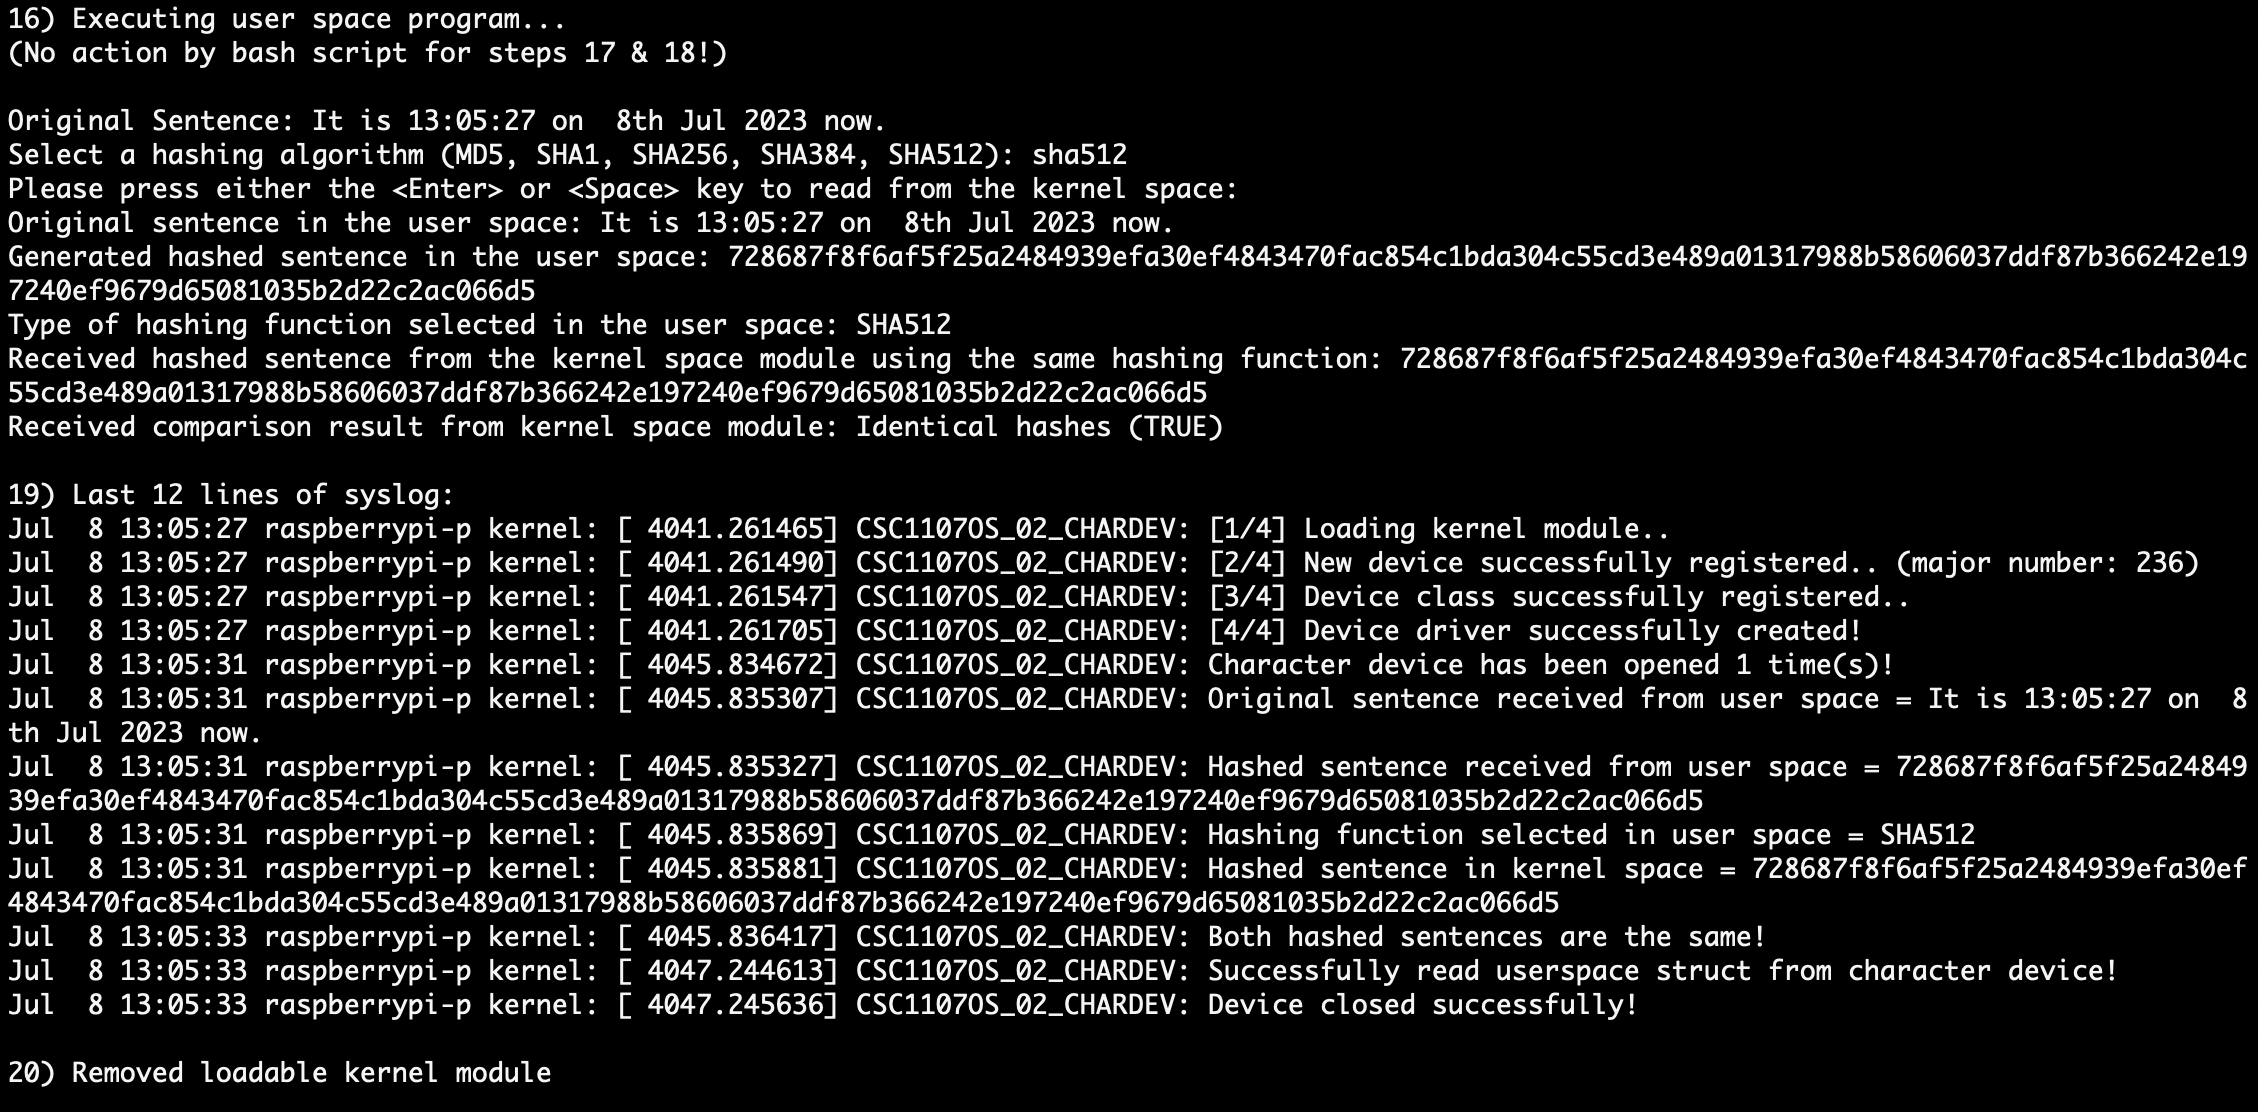 16) Executing user space program...
(No action by bash script for steps 17 & 18!)
Original Sentence: It is 13:05:27 on  8th Jul 2023 now.
Select a hashing algorithm (MD5, SHA1, SHA256, SHA384, SHA512): sha512
Please press either the <Enter> or <Space> key to read from the kernel space:
Original sentence in the user space: It is 13:05:27 on  8th Jul 2023 now.
Generated hashed sentence in the user space: 728687f8f6af5f25a2484939efa30ef4843470fac854c1bda304c55cd3e489a01317988b58606037ddf87b366242e19
7240ef9679d65081035b2d22c2ac066d5
Type of hashing function selected in the user space: SHA512
Received hashed sentence from the kernel space module using the same hashing function: 728687f8f6af5f25a2484939efa30ef4843470fac854c1bda304c
55cd3e489a01317988b58606037ddf87b366242e197240ef9679d65081035b2d22c2ac066d5
Received comparison result from kernel space module: Identical hashes (TRUE)
19) Last 12 lines of syslog:
Jul  8 13:05:27 raspberrypi-p kernel: [ 4041.261465] CSC1107OS_02_CHARDEV: [1/4] Loading kernel module..
Jul  8 13:05:27 raspberrypi-p kernel: [ 4041.261490] CSC1107OS_02_CHARDEV: [2/4] New device successfully registered.. (major number: 236)
Jul  8 13:05:27 raspberrypi-p kernel: [ 4041.261547] CSC1107OS_02_CHARDEV: [3/4] Device class successfully registered..
Jul  8 13:05:27 raspberrypi-p kernel: [ 4041.261705] CSC1107OS_02_CHARDEV: [4/4] Device driver successfully created!
Jul  8 13:05:31 raspberrypi-p kernel: [ 4045.834672] CSC1107OS_02_CHARDEV: Character device has been opened 1 time(s)!
Jul  8 13:05:31 raspberrypi-p kernel: [ 4045.835307] CSC1107OS_02_CHARDEV: Original sentence received from user space = It is 13:05:27 on  8
th Jul 2023 now.
Jul  8 13:05:31 raspberrypi-p kernel: [ 4045.835327] CSC1107OS_02_CHARDEV: Hashed sentence received from user space = 728687f8f6af5f25a24849
39efa30ef4843470fac854c1bda304c55cd3e489a01317988b58606037ddf87b366242e197240ef9679d65081035b2d22c2ac066d5
Jul  8 13:05:31 raspberrypi-p kernel: [ 4045.835869] CSC1107OS_02_CHARDEV: Hashing function selected in user space = SHA512
Jul  8 13:05:31 raspberrypi-p kernel: [ 4045.835881] CSC1107OS_02_CHARDEV: Hashed sentence in kernel space = 728687f8f6af5f25a2484939efa30ef
4843470fac854c1bda304c55cd3e489a01317988b58606037ddf87b366242e197240ef9679d65081035b2d22c2ac066d5
Jul  8 13:05:33 raspberrypi-p kernel: [ 4045.836417] CSC1107OS_02_CHARDEV: Both hashed sentences are the same!
Jul  8 13:05:33 raspberrypi-p kernel: [ 4047.244613] CSC1107OS_02_CHARDEV: Successfully read userspace struct from character device!
Jul  8 13:05:33 raspberrypi-p kernel: [ 4047.245636] CSC1107OS_02_CHARDEV: Device closed successfully!
20) Removed loadable kernel module